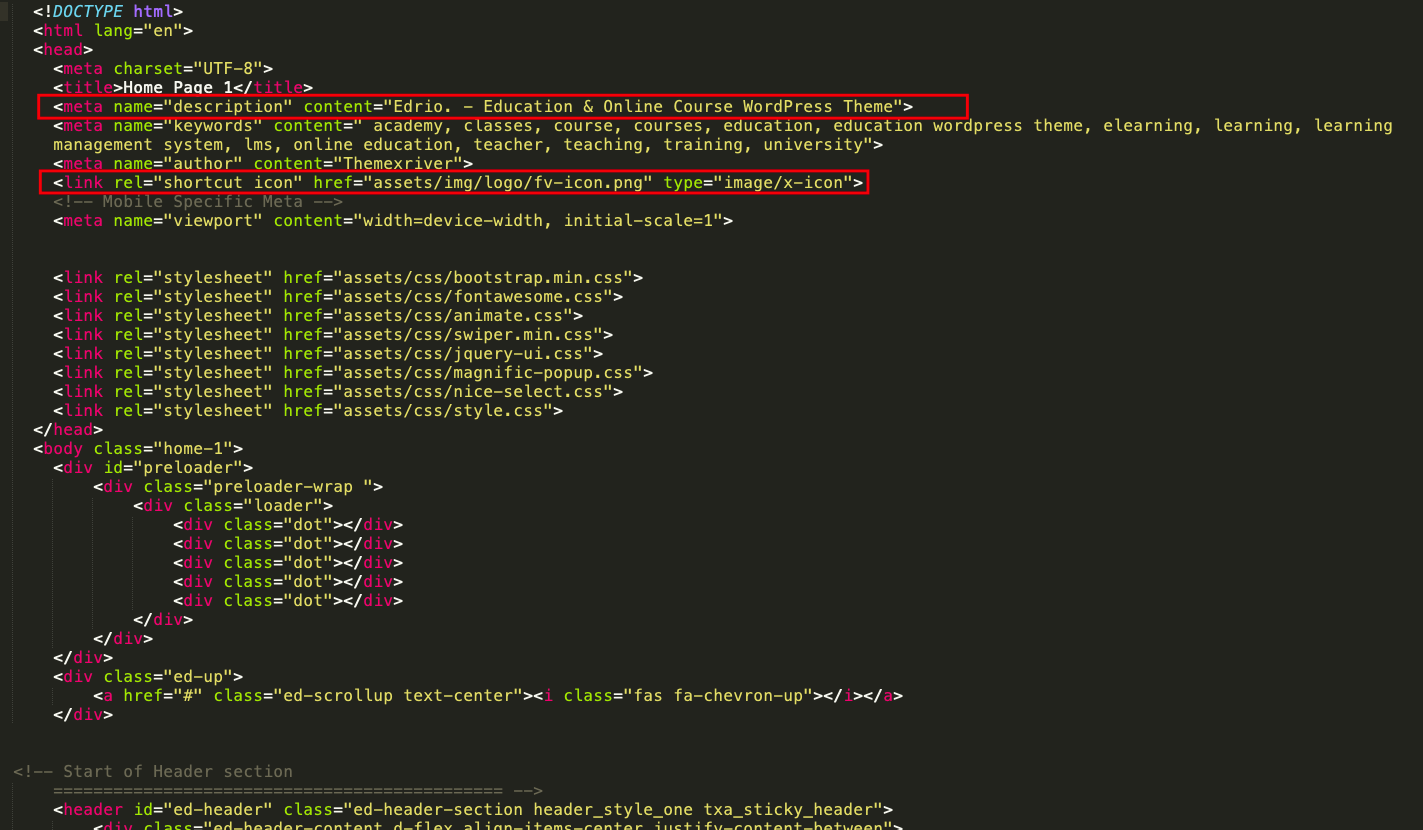 <!DOCTYPE html>
<html lang="en">
<head>
<meta charset="UTF-8">
<title>Home Page 1</title>
<meta name="description" content="Edrio. - Education & Online Course WordPress Theme">
<meta name="keywords" content=" academy, classes, course, courses, education, education wordpress theme, elearning, learning, learning
management system, lms, online education, teacher, teaching, training, university">
<meta name="author" content="Themexriver">
<link rel="shortcut icon" href="assets/img/logo/fv-icon.png" type="image/x-icon">
<!-- Mobile Specific Meta -->
<meta name="viewport" content="width=device-width, initial-scale=1">
<link rel="stylesheet" href="assets/css/bootstrap.min.css">
<link rel="stylesheet" href="assets/css/fontawesome.css">
<link rel="stylesheet" href="assets/css/animate.css">
<link rel="stylesheet" href="assets/css/swiper.min.css">
<link rel="stylesheet" href="assets/css/jquery-ui.css">
<link rel="stylesheet" href="assets/css/magnific-popup.css">
<link rel="stylesheet" href="assets/css/nice-select.css">
<link rel="stylesheet" href="assets/css/style.css">
</head>
<body class="home-1">
<div id="preloader">
<div class="preloader-wrap ">
<div class="loader">
<div class="dot"></div>
<div class="dot"></div>
<div class="dot"></div>
<div class="dot"></div>
<div class="dot"></div>
</div>
</div>
</div>
<div class="ed-up">
<a href="#" class="ed-scrollup text-center"><i class="fas fa-chevron-up"></i></a>
</div>
<!-- Start of Header section
============================================= -->
<header id="ed-header" class="ed-header-section header_style_one txa_sticky_header">
<div class="ed-header-content d-flex align-items-center justify-content-between">